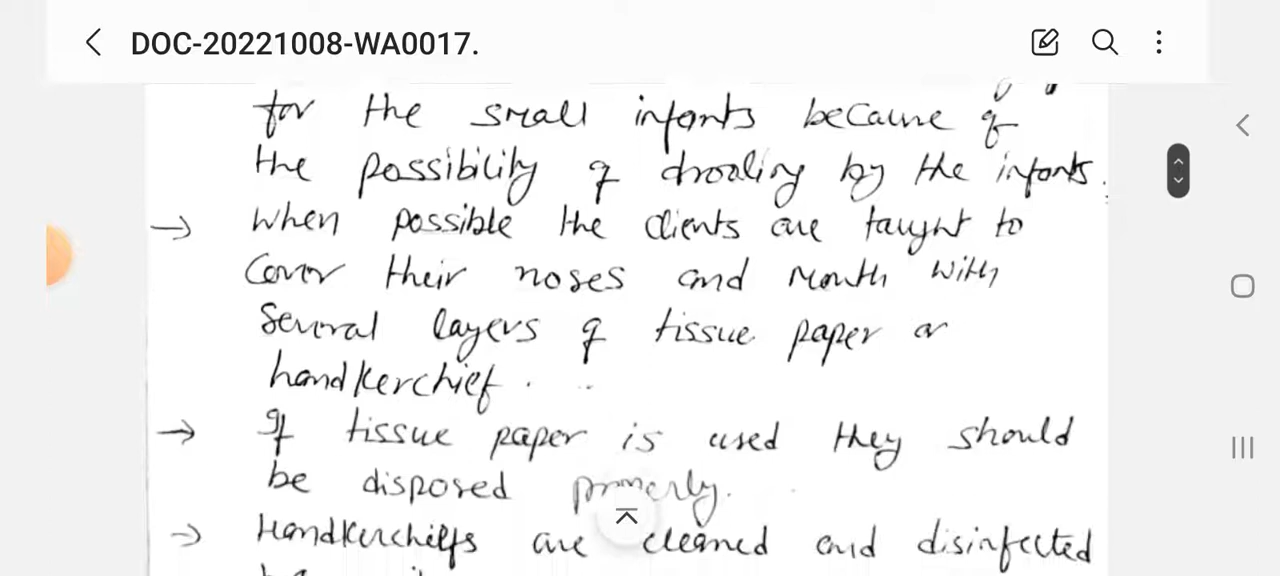 DOC-20221008-WA0017.
for the small infants because of
the possibility of drooling by the infants.
→ When possible the clients are taught to
Cover their noses and Mouth with
Several layers of tissue paper or
handkerchief.
→ If tissue paper is used they should
be disposed properly.
→ Handkerchiefs are cleaned and disinfected